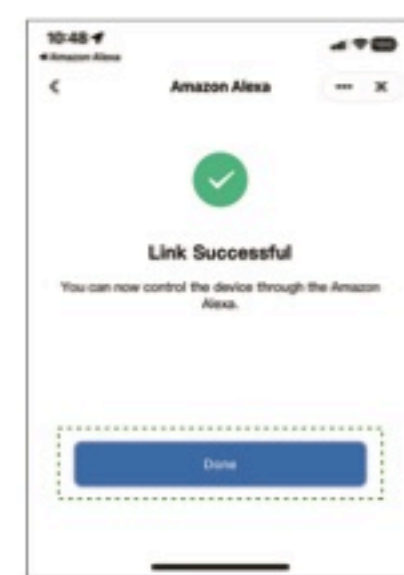 10:48
Amazon Alexa
Amazon Alexa
Link Successful
You can now control the device through the Amazon
Alexa.
Done